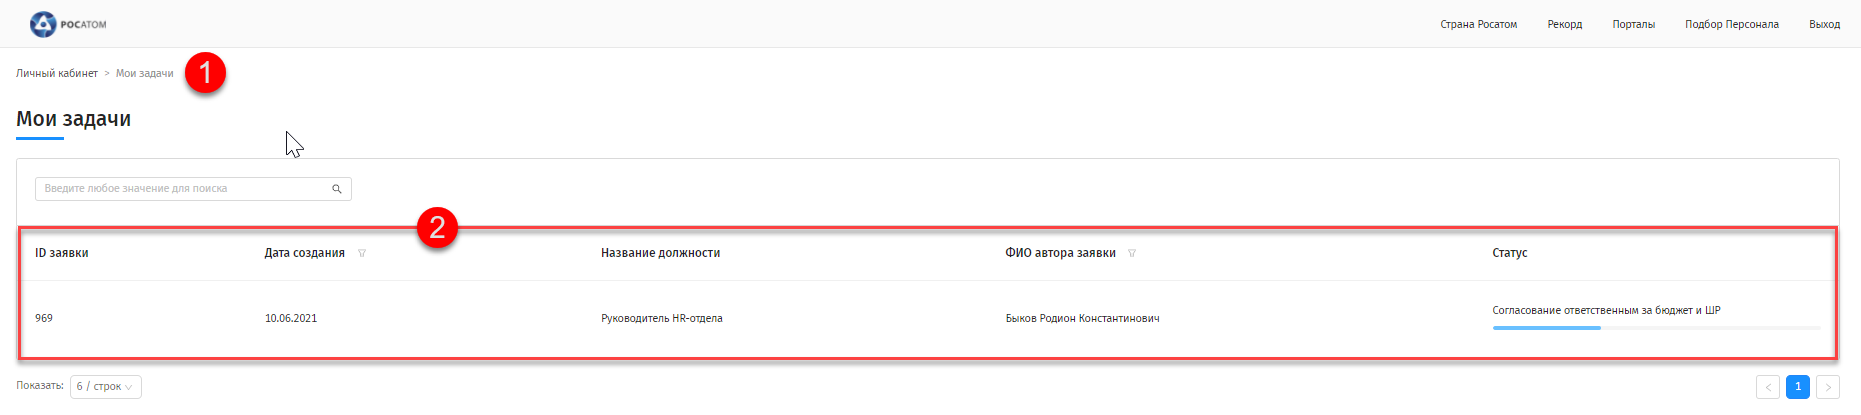 РОСАТОМ Страна Росатом Рекорд Порталы Подбор Персонала Выход
Личный кабинет > Мои задачи 1
Мои задачи
Введите любое значение для поиска
2
ID заявки Дата создания Название должности ФИО автора заявки Статус
969 10.06.2021 Руководитель HR-отдела Быков Родион Константинович Согласование ответственным за бюджет и ШР
Показать: 6 / строк < 1 >